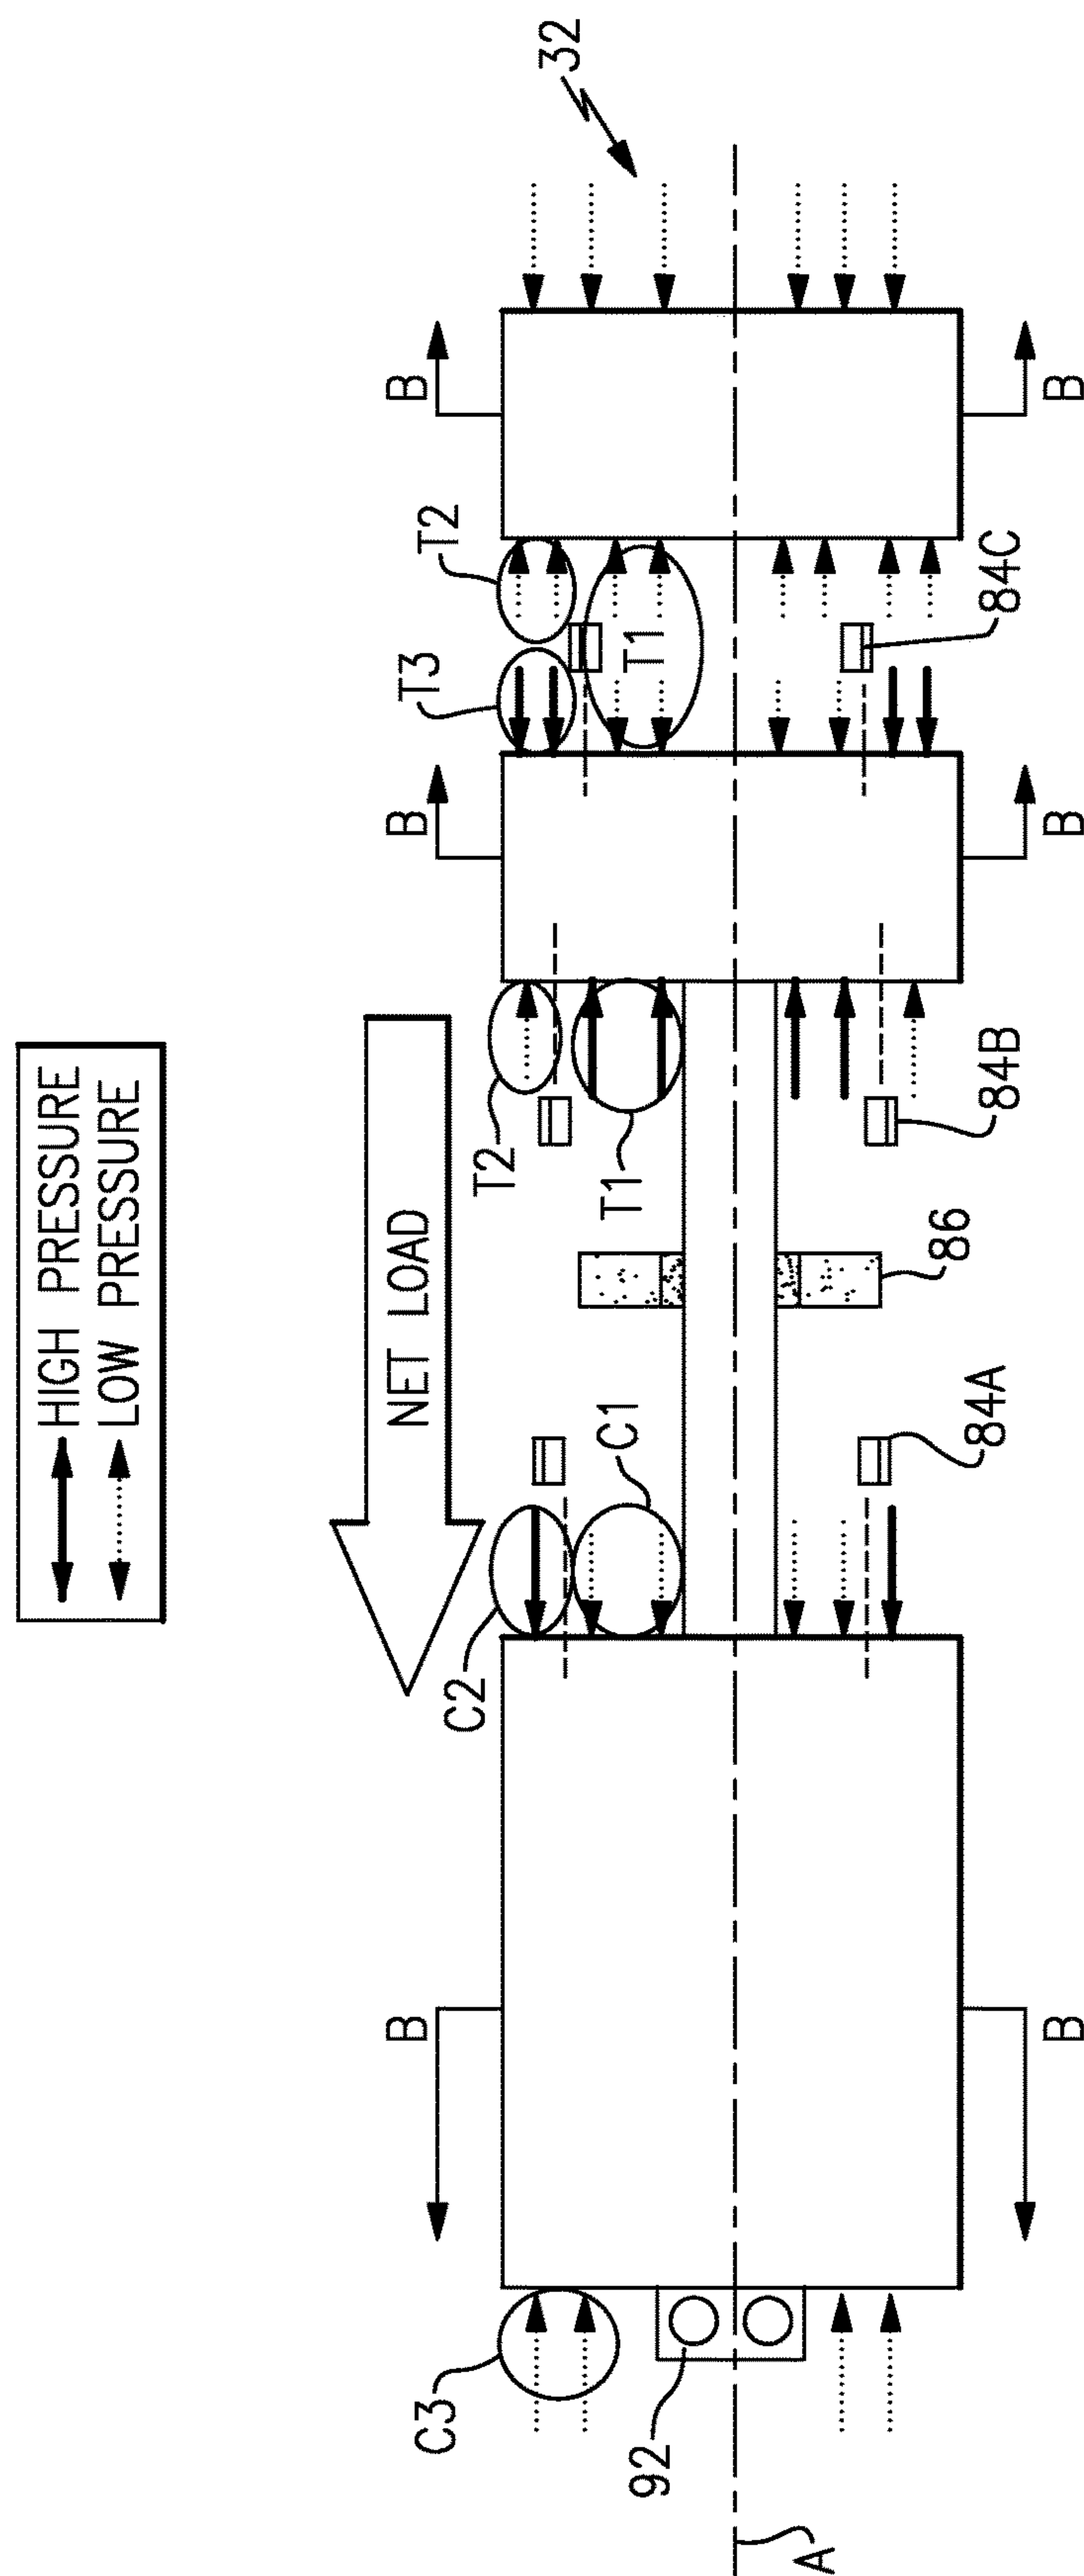 HIGH PRESSURE
LOW PRESSURE
NET LOAD
32
B
B
B
T2
T3
T1
T2
T1
C1
C2
C3
84C
84B
86
84A
92
B
B
B
A